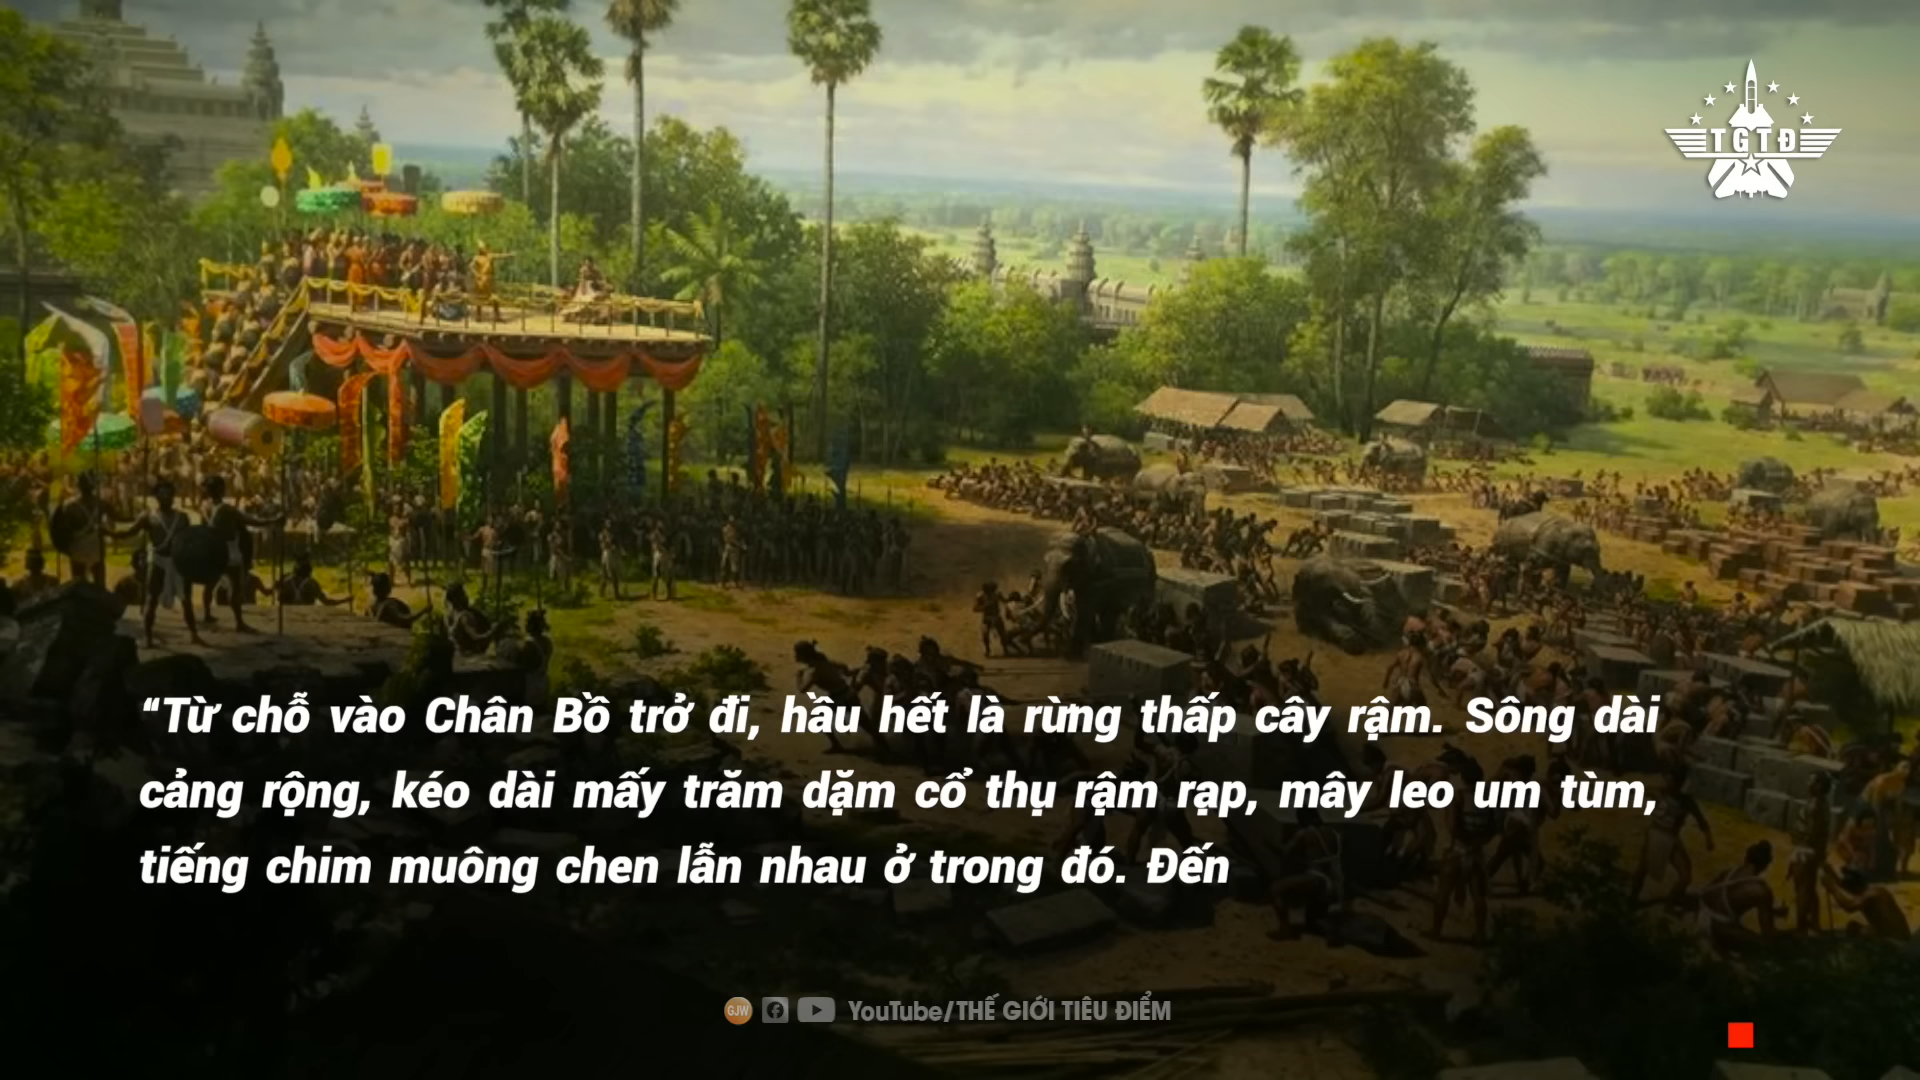 TGTĐ
“Từ chỗ vào Chân Bồ trở đi, hầu hết là rừng thấp cây rậm. Sông dài
cảng rộng, kéo dài mấy trăm dặm cổ thụ rậm rạp, mây leo um tùm,
tiếng chim muông chen lẫn nhau ở trong đó. Đến
GJW YouTube/THẾ GIỚI TIÊU ĐIỂM